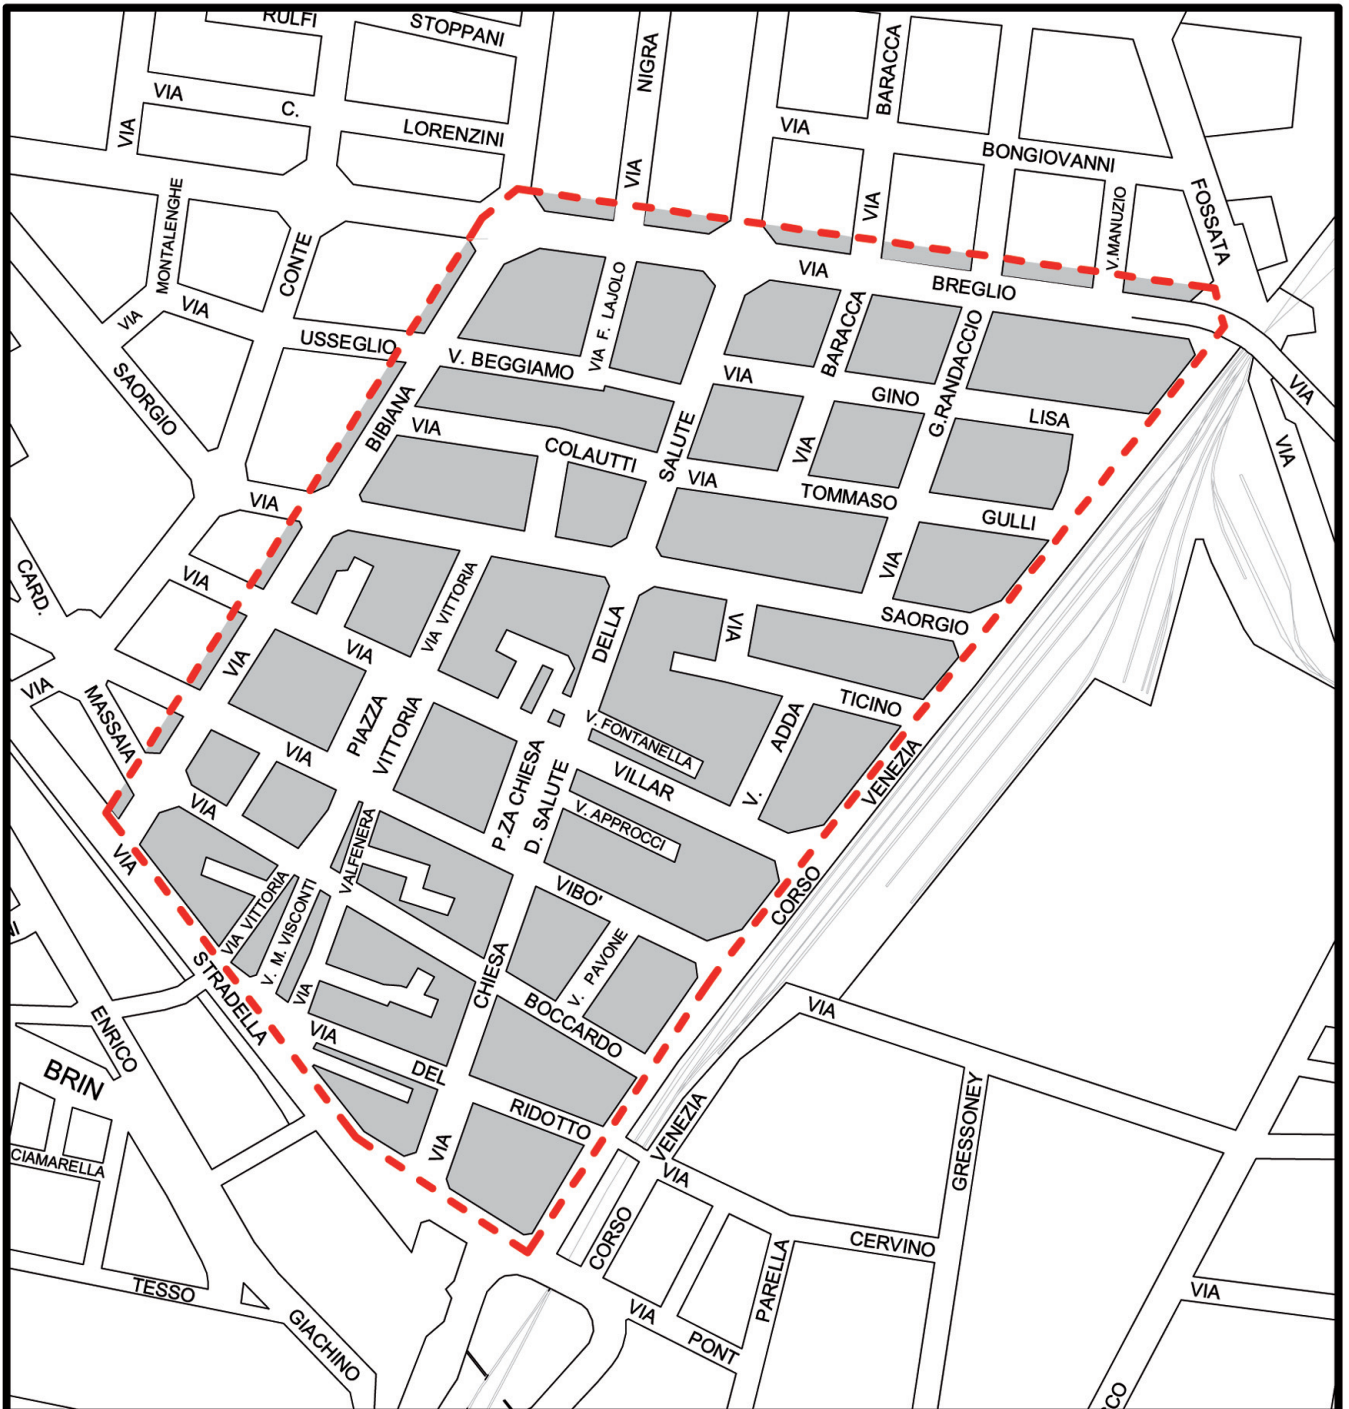 RULFI
STOPPANI
NIGRA
BARACCA
VIA
C.
LORENZINI
VIA
VIA
BONGIOVANNI
VIA
VIA
MONTALENGHE
V.MANUZIO
FOSSATA
CONTE
VIA
BREGLIO
VIA
VIA
USSEGLIO
VIA F. LAJOLO
BARACCA
G.RANDACCIO
V. BEGGIAMO
VIA
GINO
LISA
VIA
SAORGIO
BIBIANA
VIA
COLAUTTI
SALUTE
VIA
VIA
TOMMASO
GULLI
VIA
VIA
CARD.
VIA
VIA
SAORGIO
VIA VITTORIA
DELLA
VIA
VIA
VIA
VIA
MASSAIA
TICINO
PIAZZA
VITTORIA
V. FONTANELLA
V.
ADDA
VIA
VILLAR
VENEZIA
P.ZA CHIESA
D. SALUTE
VIA
VALFENERA
V. APPROCCI
VIA
CORSO
VIBO'
VIA VITTORIA
V. M. VISCONTI
STRADELLA
VIA
CHIESA
V. PAVONE
BOCCARDO
VIA
VIA
ENRICO
BRIN
DEL
RIDOTTO
VIA
VENEZIA
VIA
GRESSONEY
CIAMARELLA
CORSO
CERVINO
PARELLA
TESSO
VIA
PONT
VIA
GIACHINO